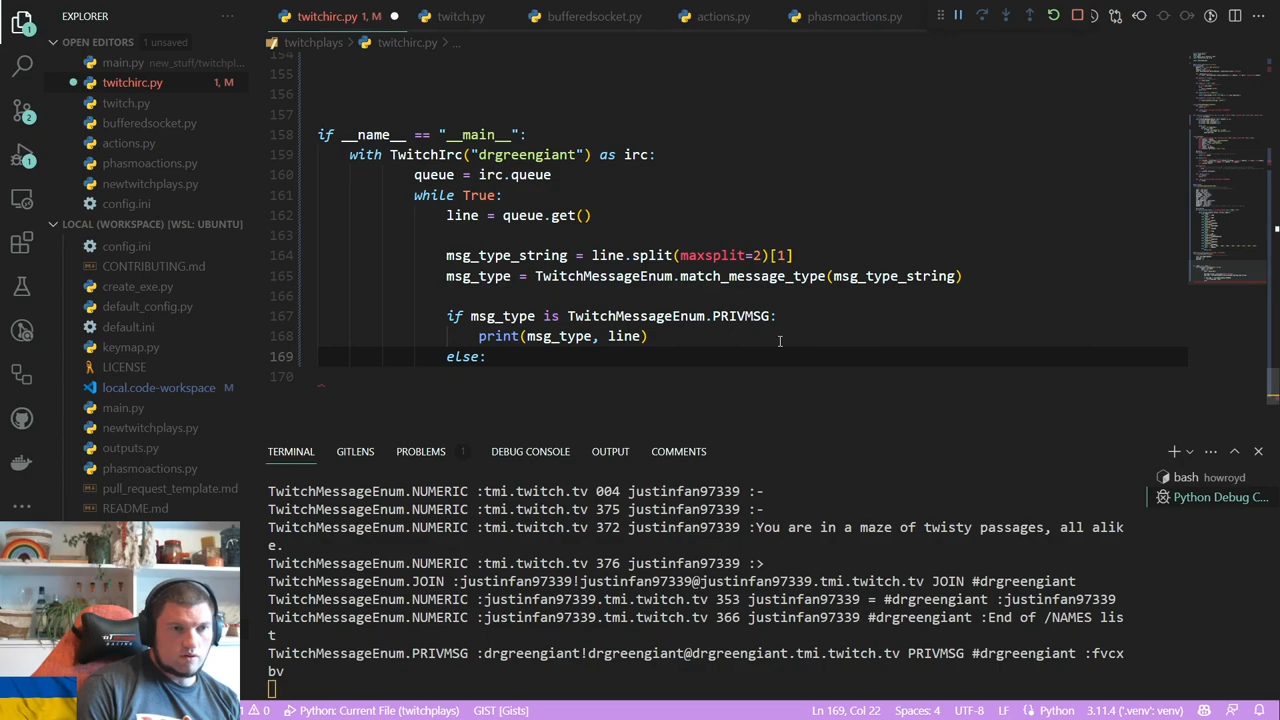 EXPLORER
twitchirc.py 1, M
twitch.py
bufferedsocket.py
actions.py
phasmoactions.py
OPEN EDITORS 1 unsaved
twitchplays > twitchirc.py > ...
main.py new_stuff/twitchpl...
twitchirc.py 1, M
twitch.py
bufferedsocket.py
actions.py
phasmoactions.py
newtwitchplays.py
config.ini
LOCAL (WORKSPACE) [WSL: UBUNTU]
config.ini
CONTRIBUTING.md
create_exe.py
default_config.py
default.ini
keymap.py
LICENSE
local.code-workspace M
main.py
newtwitchplays.py
outputs.py
phasmoactions.py
pull_request_template.md
README.md
1
2
1
154
155
156
157
158 if __name__ == "__main__":
159 with TwitchIrc("drgreengiant") as irc:
160 queue = irc.queue
161 while True:
162 line = queue.get()
163
164 msg_type_string = line.split(maxsplit=2)[1]
165 msg_type = TwitchMessageEnum.match_message_type(msg_type_string)
166
167 if msg_type is TwitchMessageEnum.PRIVMSG:
168 print(msg_type, line)
169 else:
170
TERMINAL GITLENS PROBLEMS 1 DEBUG CONSOLE OUTPUT COMMENTS
bash howroyd
Python Debug C...
TwitchMessageEnum.NUMERIC :tmi.twitch.tv 004 justinfan97339 :-
TwitchMessageEnum.NUMERIC :tmi.twitch.tv 375 justinfan97339 :-
TwitchMessageEnum.NUMERIC :tmi.twitch.tv 372 justinfan97339 :You are in a maze of twisty passages, all alik
e.
TwitchMessageEnum.NUMERIC :tmi.twitch.tv 376 justinfan97339 :>
TwitchMessageEnum.JOIN :justinfan97339!justinfan97339@justinfan97339.tmi.twitch.tv JOIN #drgreengiant
TwitchMessageEnum.NUMERIC :justinfan97339.tmi.twitch.tv 353 justinfan97339 = #drgreengiant :justinfan97339
TwitchMessageEnum.NUMERIC :justinfan97339.tmi.twitch.tv 366 justinfan97339 #drgreengiant :End of /NAMES lis
t
TwitchMessageEnum.PRIVMSG :drgreengiant!drgreengiant@drgreengiant.tmi.twitch.tv PRIVMSG #drgreengiant :fvcx
bv
1 0 Python: Current File (twitchplays) GIST [Gists] Ln 169, Col 22 Spaces: 4 UTF-8 LF Python 3.11.4 ('.venv': venv)